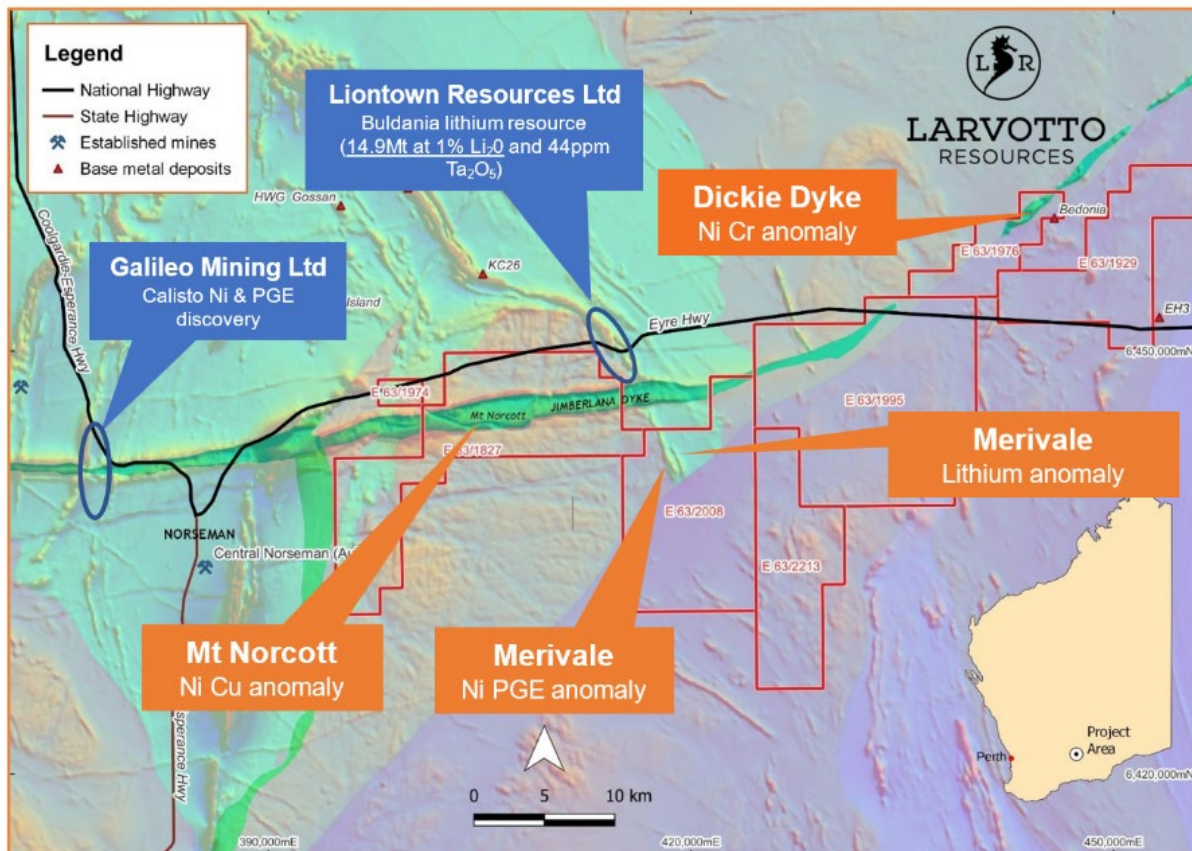 Legend
National Highway
State Highway
Established mines
Base metal deposits
Liontown Resources Ltd
Buldania lithium resource
(14.9Mt at 1% Li₂0 and 44ppm
Ta₂O₅)
L R
LARVOTTO
RESOURCES
HWG Gossan
Dickie Dyke
Ni Cr anomaly
Bedonia
E 63/1976
E 63/1929
Coolgardie-Esperance Hwy
Galileo Mining Ltd
Calisto Ni & PGE
discovery
KC26
Island
Eyre Hwy
EH3
6,450,000mN
E 63/1974
Mt Norcott
JIMBERLANA DYKE
E 63/1995
E 63/1827
Merivale
Lithium anomaly
E 63/2008
NORSEMAN
Central Norseman (Au
E 63/2213
Mt Norcott
Ni Cu anomaly
Merivale
Ni PGE anomaly
sperance Hwy
Project
Area
Perth
0 5 10 km
6,420,000mN
390,000mE
420,000mE
450,000mE